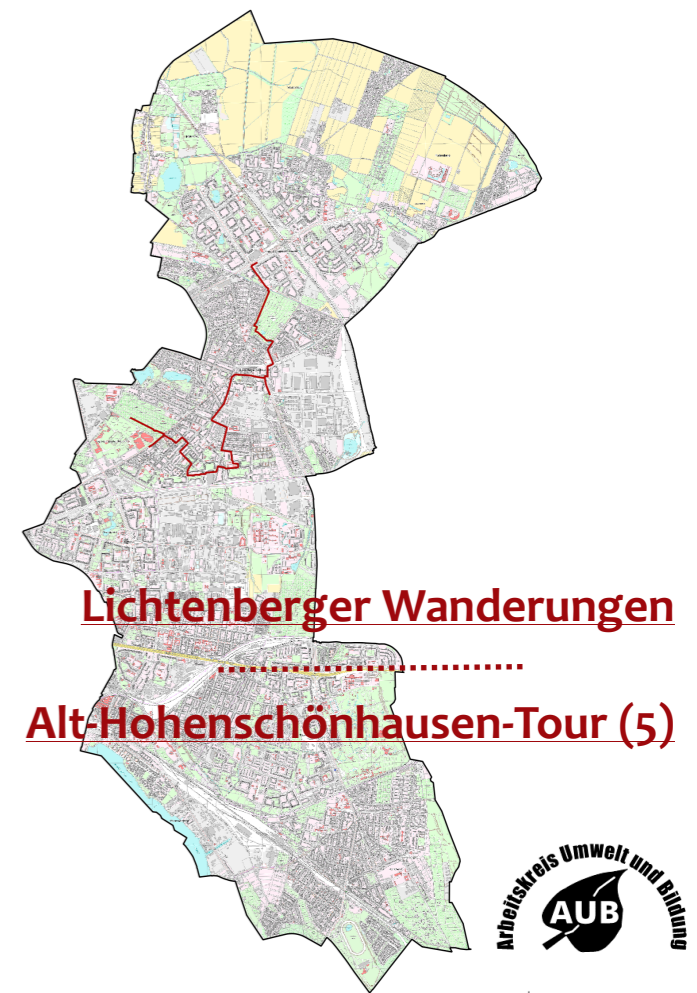 Lichtenberger Wanderungen
Alt-Hohenschönhausen-Tour (5)
Arbeitskreis Umwelt und Bildung
AUB